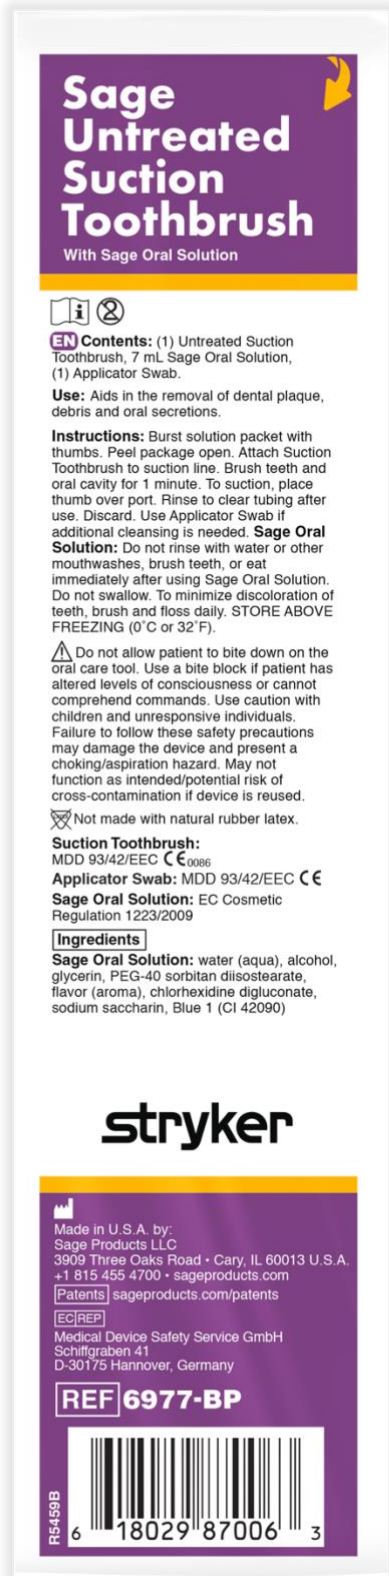 Sage
Untreated
Suction
Toothbrush
With Sage Oral Solution
EN Contents: (1) Untreated Suction
Toothbrush, 7 mL Sage Oral Solution,
(1) Applicator Swab.
Use: Aids in the removal of dental plaque,
debris and oral secretions.
Instructions: Burst solution packet with
thumbs. Peel package open. Attach Suction
Toothbrush to suction line. Brush teeth and
oral cavity for 1 minute. To suction, place
thumb over port. Rinse to clear tubing after
use. Discard. Use Applicator Swab if
additional cleansing is needed. Sage Oral
Solution: Do not rinse with water or other
mouthwashes, brush teeth, or eat
immediately after using Sage Oral Solution.
Do not swallow. To minimize discoloration of
teeth, brush and floss daily. STORE ABOVE
FREEZING (0˚C or 32˚F).
Do not allow patient to bite down on the
oral care tool. Use a bite block if patient has
altered levels of consciousness or cannot
comprehend commands. Use caution with
children and unresponsive individuals.
Failure to follow these safety precautions
may damage the device and present a
choking/aspiration hazard. May not
function as intended/potential risk of
cross-contamination if device is reused.
Not made with natural rubber latex.
Suction Toothbrush:
MDD 93/42/EEC CE 0086
Applicator Swab: MDD 93/42/EEC CE
Sage Oral Solution: EC Cosmetic
Regulation 1223/2009
Ingredients
Sage Oral Solution: water (aqua), alcohol,
glycerin, PEG-40 sorbitan diisostearate,
flavor (aroma), chlorhexidine digluconate,
sodium saccharin, Blue 1 (CI 42090)
stryker
Made in U.S.A. by:
Sage Products LLC
3909 Three Oaks Road • Cary, IL 60013 U.S.A.
+1 815 455 4700 • sageproducts.com
Patents sageproducts.com/patents
EC REP
Medical Device Safety Service GmbH
Schiffgraben 41
D-30175 Hannover, Germany
REF 6977-BP
R5459B
6 18029 87006 3